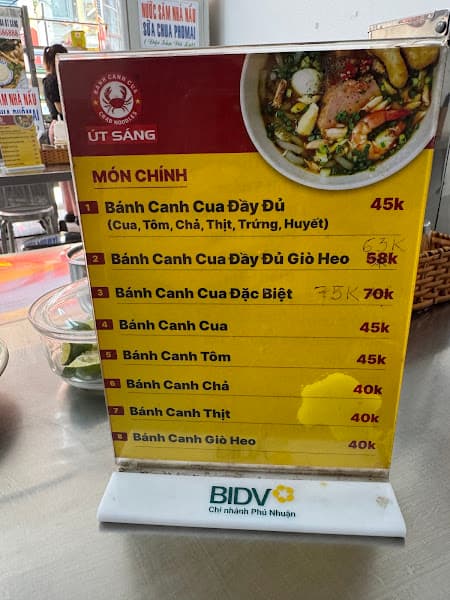 NƯỚC SÂM NHA NẤU
SỮA CHUA PHOMAI
BÁNH CANH CUA
CRAB NOODLES
ÚT SÁNG
MÓN CHÍNH
1 Bánh Canh Cua Đầy Đủ 45k
(Cua, Tôm, Chả, Thịt, Trứng, Huyết)
2 Bánh Canh Cua Đầy Đủ Giò Heo 58k 63K
3 Bánh Canh Cua Đặc Biệt 75K 70k
4 Bánh Canh Cua 45k
5 Bánh Canh Tôm 45k
6 Bánh Canh Chả 40k
7 Bánh Canh Thịt 40k
8 Bánh Canh Giò Heo 40k
BIDV
Chi nhánh Phú Nhuận